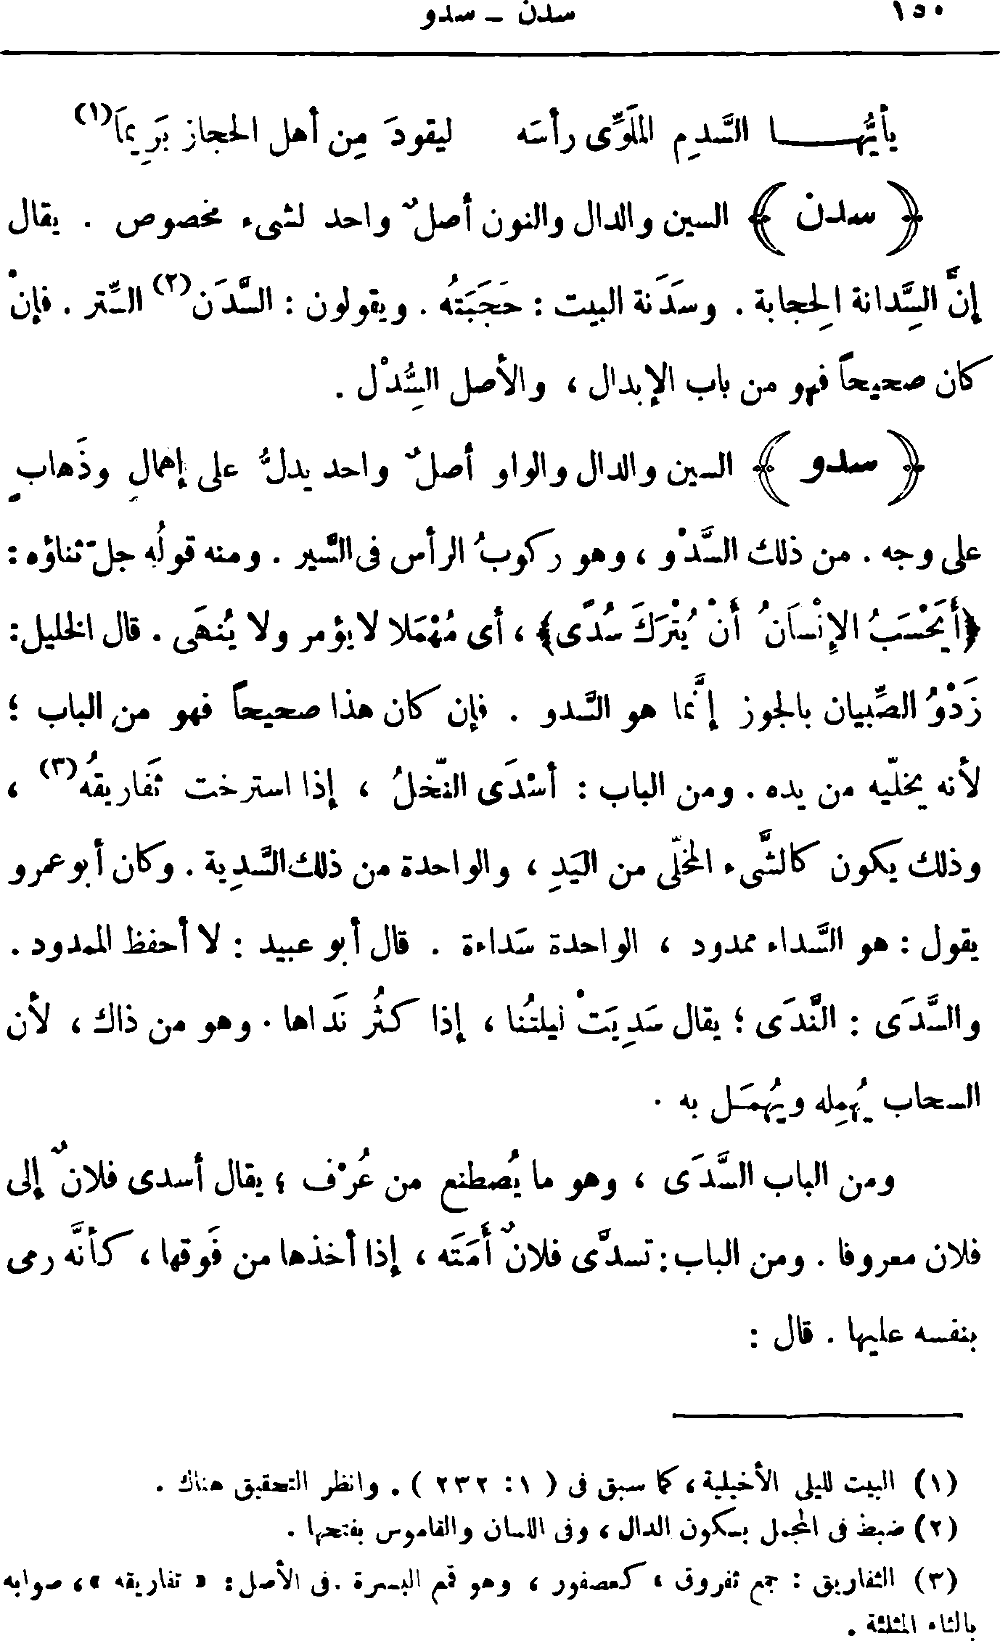 ١٥٠
سدن – سدو
يأيُّهـــا السَّدِم المُلَوِّى رأسَه ليقودَ مِن أهل الحجاز بَرِيمَا(١)
﴿ سدن ﴾ السين والدال والنون أصلٌ واحد لشىء مخصوص . يقال
إنَّ السِّدانة الحِجابة . وسَدَنة البيت : حَجَبَتهُ . ويقولون : السَّدَن(٢) السِّتر . فإنْ
كان صحيحاً فهو من باب الإبدال ، والأصل السُِّدْل .
﴿ سدو ﴾ السين والدال والواو أصلٌ واحد يدلُّ على إهمالٍ وذَهابٍ
على وجه . من ذلك السَّدْو ، وهو ركوبُ الرأس فى السَّير . ومنه قولُه جلّ ثناؤه :
﴿أَيَحْسَبُ الإِنْسَانُ أَنْ يُتْرَكَ سُدًى﴾ ، أى مُهْمَلا لا يؤمر ولا يُنهَى . قال الخليل :
زَدْوُ الصِّبيان بالجوز إنَّما هو السَّدو . فإن كان هذا صحيحاً فهو من الباب ؛
لأنه يخلّيه من يده . ومن الباب : أسْدَى النّخلُ ، إذا استرخت ثَفاريقُه(٣) ،
وذلك يكون كالشَّىء المُخلّى من اليَدِ ، والواحدة من ذلك السَّدِية . وكان أبو عمرو
يقول : هو السَّداء ممدود ، الواحدة سَداءة . قال أبو عبيد : لا أحفظ الممدود .
والسَّدَى : النَّدَى ؛ يقال سَدِيَتْ ليلتُنا ، إذا كثُر نَداها . وهو من ذاك ، لأن
السحاب يُهمِله ويُهمَـل به .
ومن الباب السَّدَى ، وهو ما يُصطنع من عُرْف ؛ يقال أسدى فلانٌ إلى
فلان معروفا . ومن الباب : تسدَّى فلانٌ أَمَتَه ، إذا أخذها من فَوقها ، كأنَّه رمى
بنفسه عليها . قال :
(١) البيت لليلى الأخيلية ، كما سبق فى ( ١ : ٢٣٢ ) . وانظر التحقيق هناك .
(٢) ضبط فى المجمل بسكون الدال ، وفى اللسان والقاموس بفتحها .
(٣) الثفاريق : جمع ثفروق ، كعصفور ، وهو قمع البسرة . فى الأصل : « تفاريقه » ، صوابه
بالثاء المثلثة .